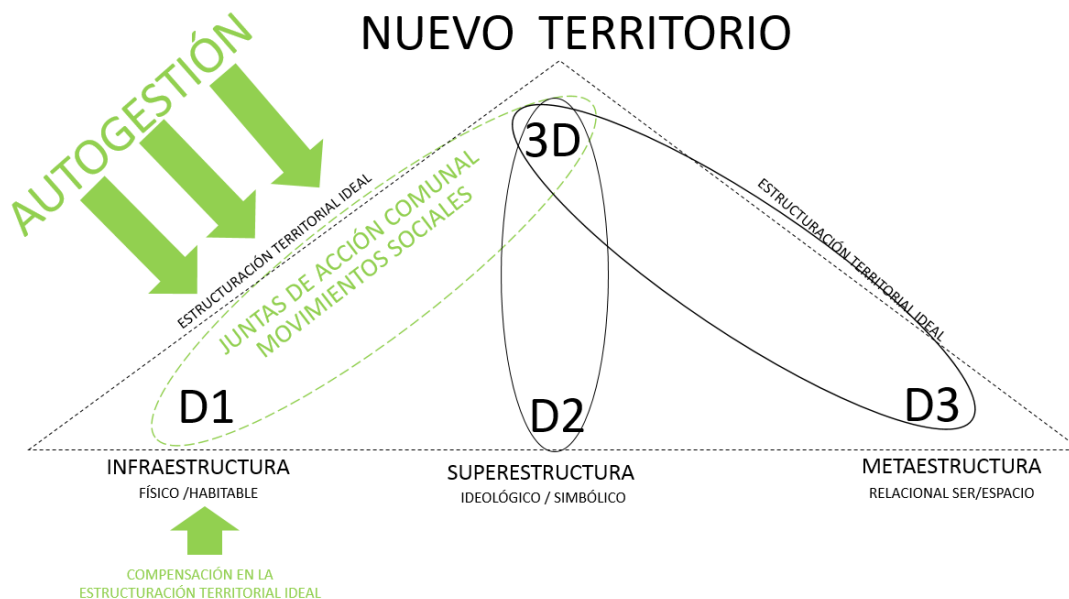 NUEVO TERRITORIO
AUTOGESTIÓN
ESTRUCTURACIÓN TERRITORIAL IDEAL
JUNTAS DE ACCIÓN COMUNAL
MOVIMIENTOS SOCIALES
3D
ESTRUCTURACIÓN TERRITORIAL IDEAL
D1
D2
D3
INFRAESTRUCTURA
FÍSICO /HABITABLE
SUPERESTRUCTURA
IDEOLÓGICO / SIMBÓLICO
METAESTRUCTURA
RELACIONAL SER/ESPACIO
COMPENSACIÓN EN LA
ESTRUCTURACIÓN TERRITORIAL IDEAL